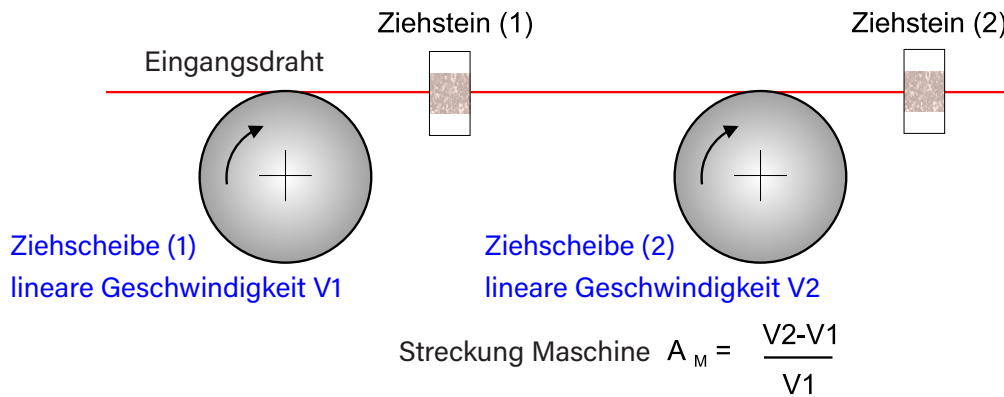 Ziehstein (1)
Ziehstein (2)
Eingangsdraht
Ziehscheibe (1)
lineare Geschwindigkeit V1
Ziehscheibe (2)
lineare Geschwindigkeit V2
Streckung Maschine A M = V2-V1
V1